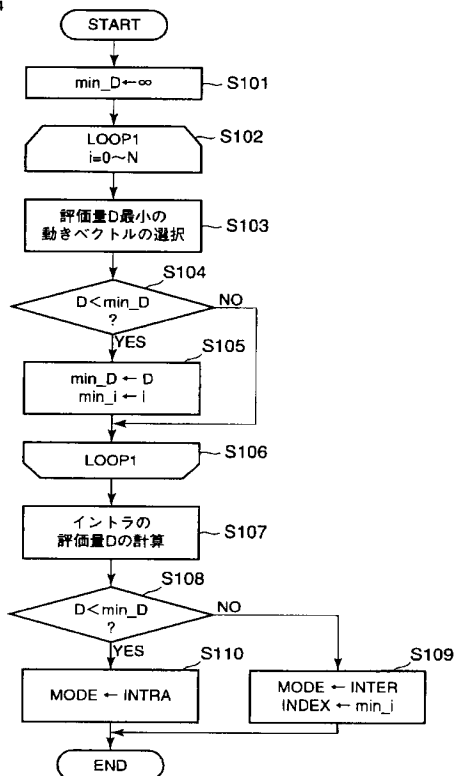 4
START
min_D←∞
S101
LOOP1
i=0～N
S102
評価量D最小の
動きベクトルの選択
S103
S104
D<min_D
?
NO
YES
S105
min_D ← D
min_i ← i
LOOP1
S106
イントラの
評価量Dの計算
S107
S108
D<min_D
?
NO
YES
S110
MODE ← INTRA
S109
MODE ← INTER
INDEX ← min_i
END